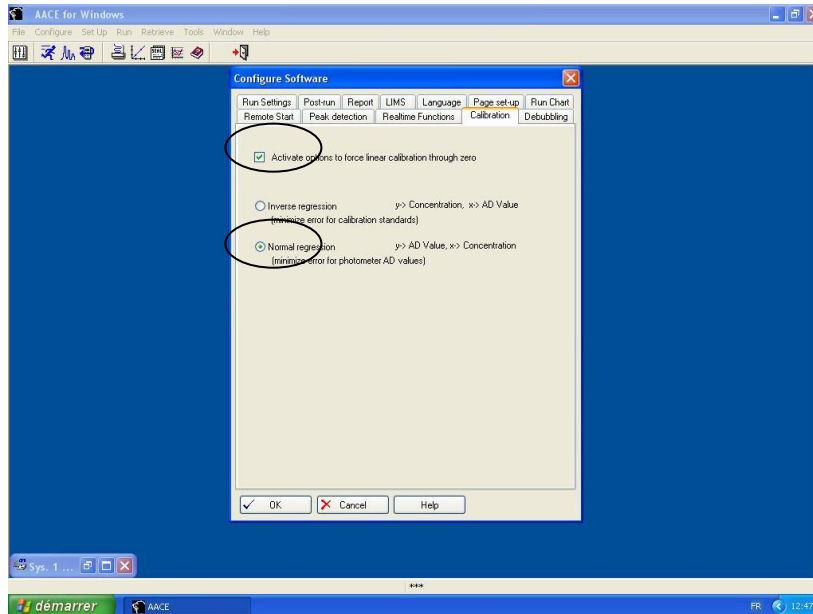 AACE for Windows
File Configure Set Up Run Retrieve Tools Window Help
Configure Software
Run Settings Post-run Report LIMS Language Page set-up Run Chart
Remote Start Peak detection Realtime Functions Calibration Debubbling
Activate options to force linear calibration through zero
Inverse regression y-> Concentration, x-> AD Value
(minimize error for calibration standards)
Normal regression y-> AD Value, x-> Concentration
(minimize error for photometer AD values)
OK Cancel Help
Sys. 1 ...
***
démarrer AACE FR 12:47